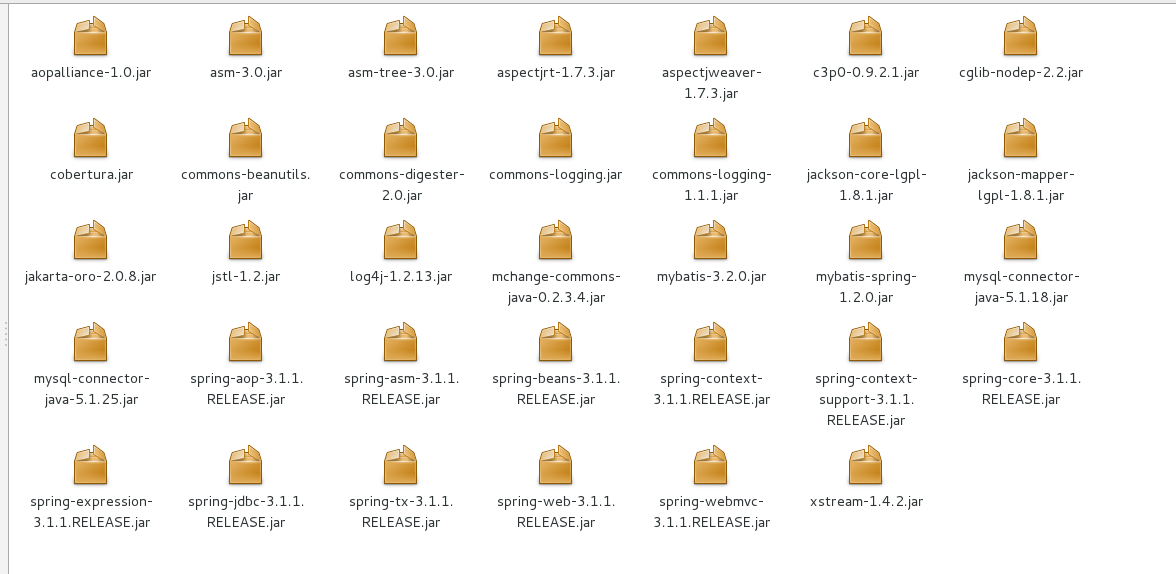 aopalliance-1.0.jar
asm-3.0.jar
asm-tree-3.0.jar
aspectjrt-1.7.3.jar
aspectjweaver-
1.7.3.jar
c3p0-0.9.2.1.jar
cglib-nodep-2.2.jar
cobertura.jar
commons-beanutils.
jar
commons-digester-
2.0.jar
commons-logging.jar
commons-logging-
1.1.1.jar
jackson-core-lgpl-
1.8.1.jar
jackson-mapper-
lgpl-1.8.1.jar
jakarta-oro-2.0.8.jar
jstl-1.2.jar
log4j-1.2.13.jar
mchange-commons-
java-0.2.3.4.jar
mybatis-3.2.0.jar
mybatis-spring-
1.2.0.jar
mysql-connector-
java-5.1.18.jar
mysql-connector-
java-5.1.25.jar
spring-aop-3.1.1.
RELEASE.jar
spring-asm-3.1.1.
RELEASE.jar
spring-beans-3.1.1.
RELEASE.jar
spring-context-
3.1.1.RELEASE.jar
spring-context-
support-3.1.1.
RELEASE.jar
spring-core-3.1.1.
RELEASE.jar
spring-expression-
3.1.1.RELEASE.jar
spring-jdbc-3.1.1.
RELEASE.jar
spring-tx-3.1.1.
RELEASE.jar
spring-web-3.1.1.
RELEASE.jar
spring-webmvc-
3.1.1.RELEASE.jar
xstream-1.4.2.jar